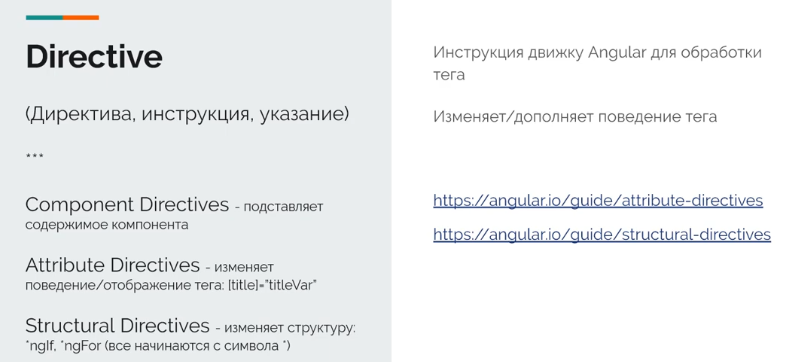 Directive
(Директива, инструкция, указание)
***
Component Directives - подставляет
содержимое компонента
Attribute Directives - изменяет
поведение/отображение тега: [title]="titleVar"
Structural Directives - изменяет структуру:
*ngIf, *ngFor (все начинаются с символа *)
Инструкция движку Angular для обработки
тега
Изменяет/дополняет поведение тега
https://angular.io/guide/attribute-directives
https://angular.io/guide/structural-directives